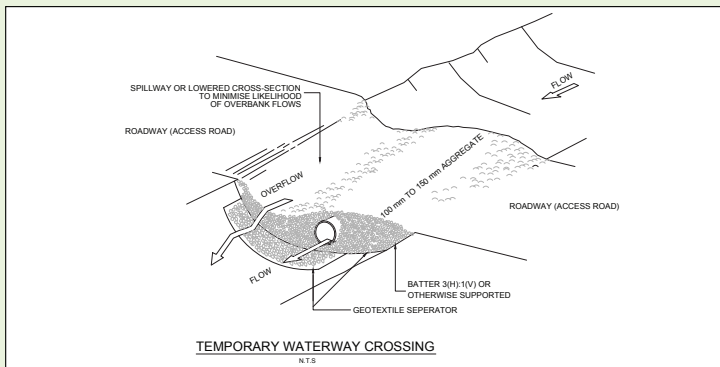 SPILLWAY OR LOWERED CROSS-SECTION
TO MINIMISE LIKELIHOOD
OF OVERBANK FLOWS
FLOW
ROADWAY (ACCESS ROAD)
OVERFLOW
100 mm TO 150 mm AGGREGATE
ROADWAY (ACCESS ROAD)
FLOW
BATTER 3(H):1(V) OR
OTHERWISE SUPPORTED
GEOTEXTILE SEPERATOR
TEMPORARY WATERWAY CROSSING
N.T.S